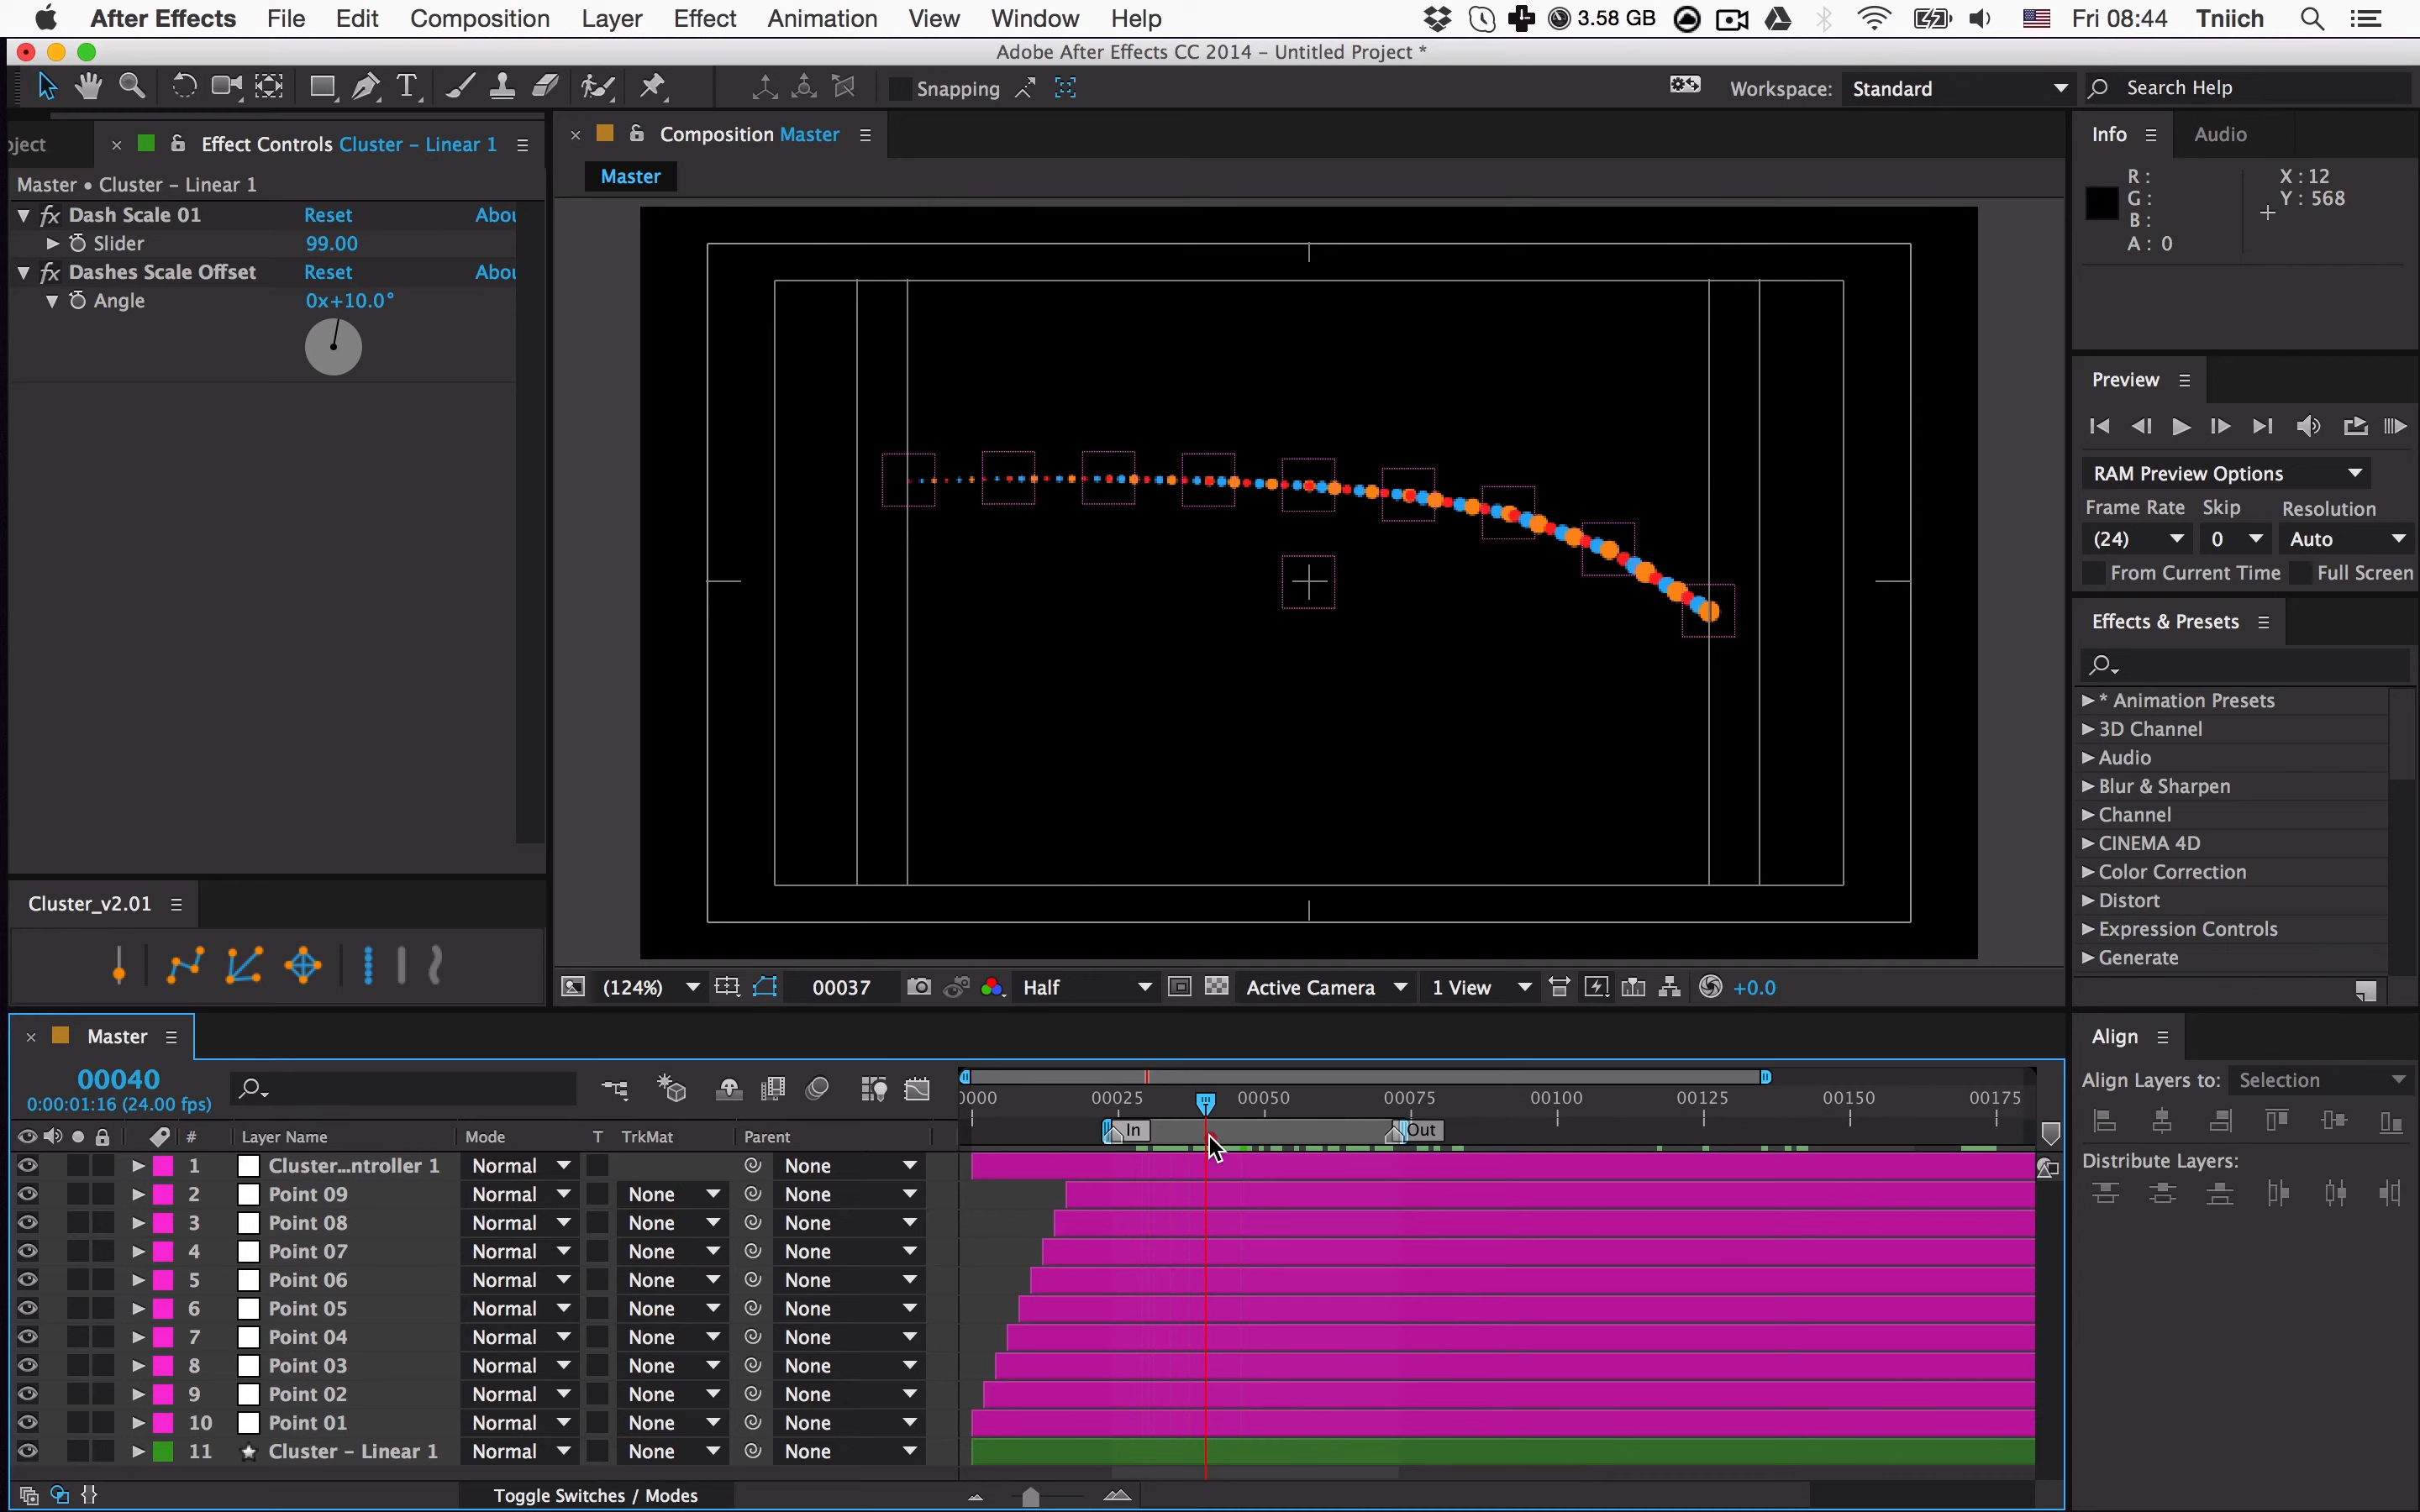 After Effects File Edit Composition Layer Effect Animation View Window Help 3.58 GB Fri 08:44 Tniich
Adobe After Effects CC 2014 – Untitled Project *
Snapping Workspace: Standard Search Help
oject × Effect Controls Cluster – Linear 1
Master • Cluster – Linear 1
fx Dash Scale 01 Reset Abou
Slider 99.00
fx Dashes Scale Offset Reset Abou
Angle 0x+10.0°
× Composition Master
Master
Info Audio
R: X : 12
G: Y : 568
B:
A: 0
Preview
RAM Preview Options
Frame Rate Skip Resolution
(24) 0 Auto
From Current Time Full Screen
Effects & Presets
* Animation Presets
3D Channel
Audio
Blur & Sharpen
Channel
CINEMA 4D
Color Correction
Distort
Expression Controls
Generate
Cluster_v2.01
(124%) 00037 Half Active Camera 1 View +0.0
× Master
00040
0:00:01:16 (24.00 fps)
0000 00025 00050 00075 00100 00125 00150 00175
In Out
# Layer Name Mode T TrkMat Parent
1 Cluster...ntroller 1 Normal None
2 Point 09 Normal None None
3 Point 08 Normal None None
4 Point 07 Normal None None
5 Point 06 Normal None None
6 Point 05 Normal None None
7 Point 04 Normal None None
8 Point 03 Normal None None
9 Point 02 Normal None None
10 Point 01 Normal None None
11 Cluster – Linear 1 Normal None None
Toggle Switches / Modes
Align
Align Layers to: Selection
Distribute Layers: